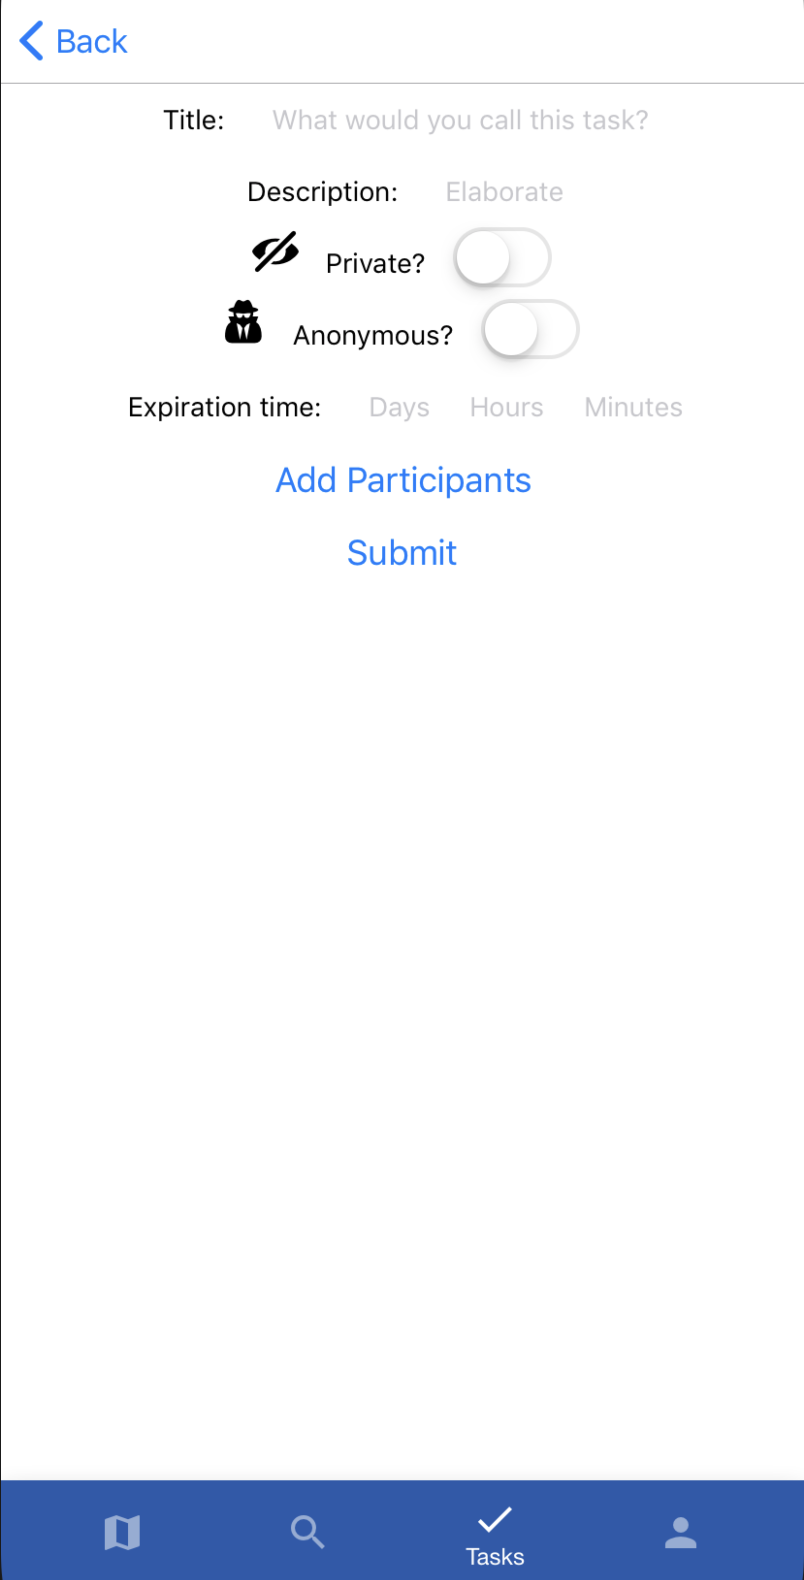 Back
Title: What would you call this task?
Description: Elaborate
Private?
Anonymous?
Expiration time: Days Hours Minutes
Add Participants
Submit
Tasks